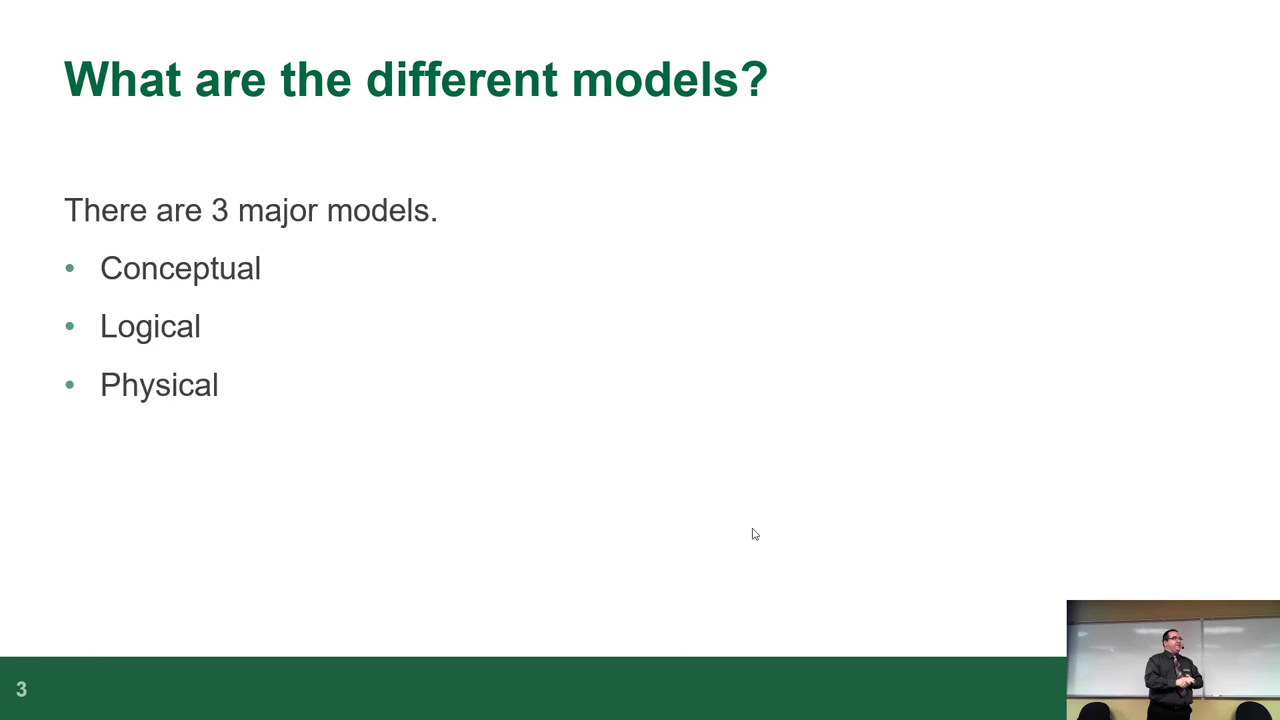 What are the different models?
There are 3 major models.
• Conceptual
• Logical
• Physical
3